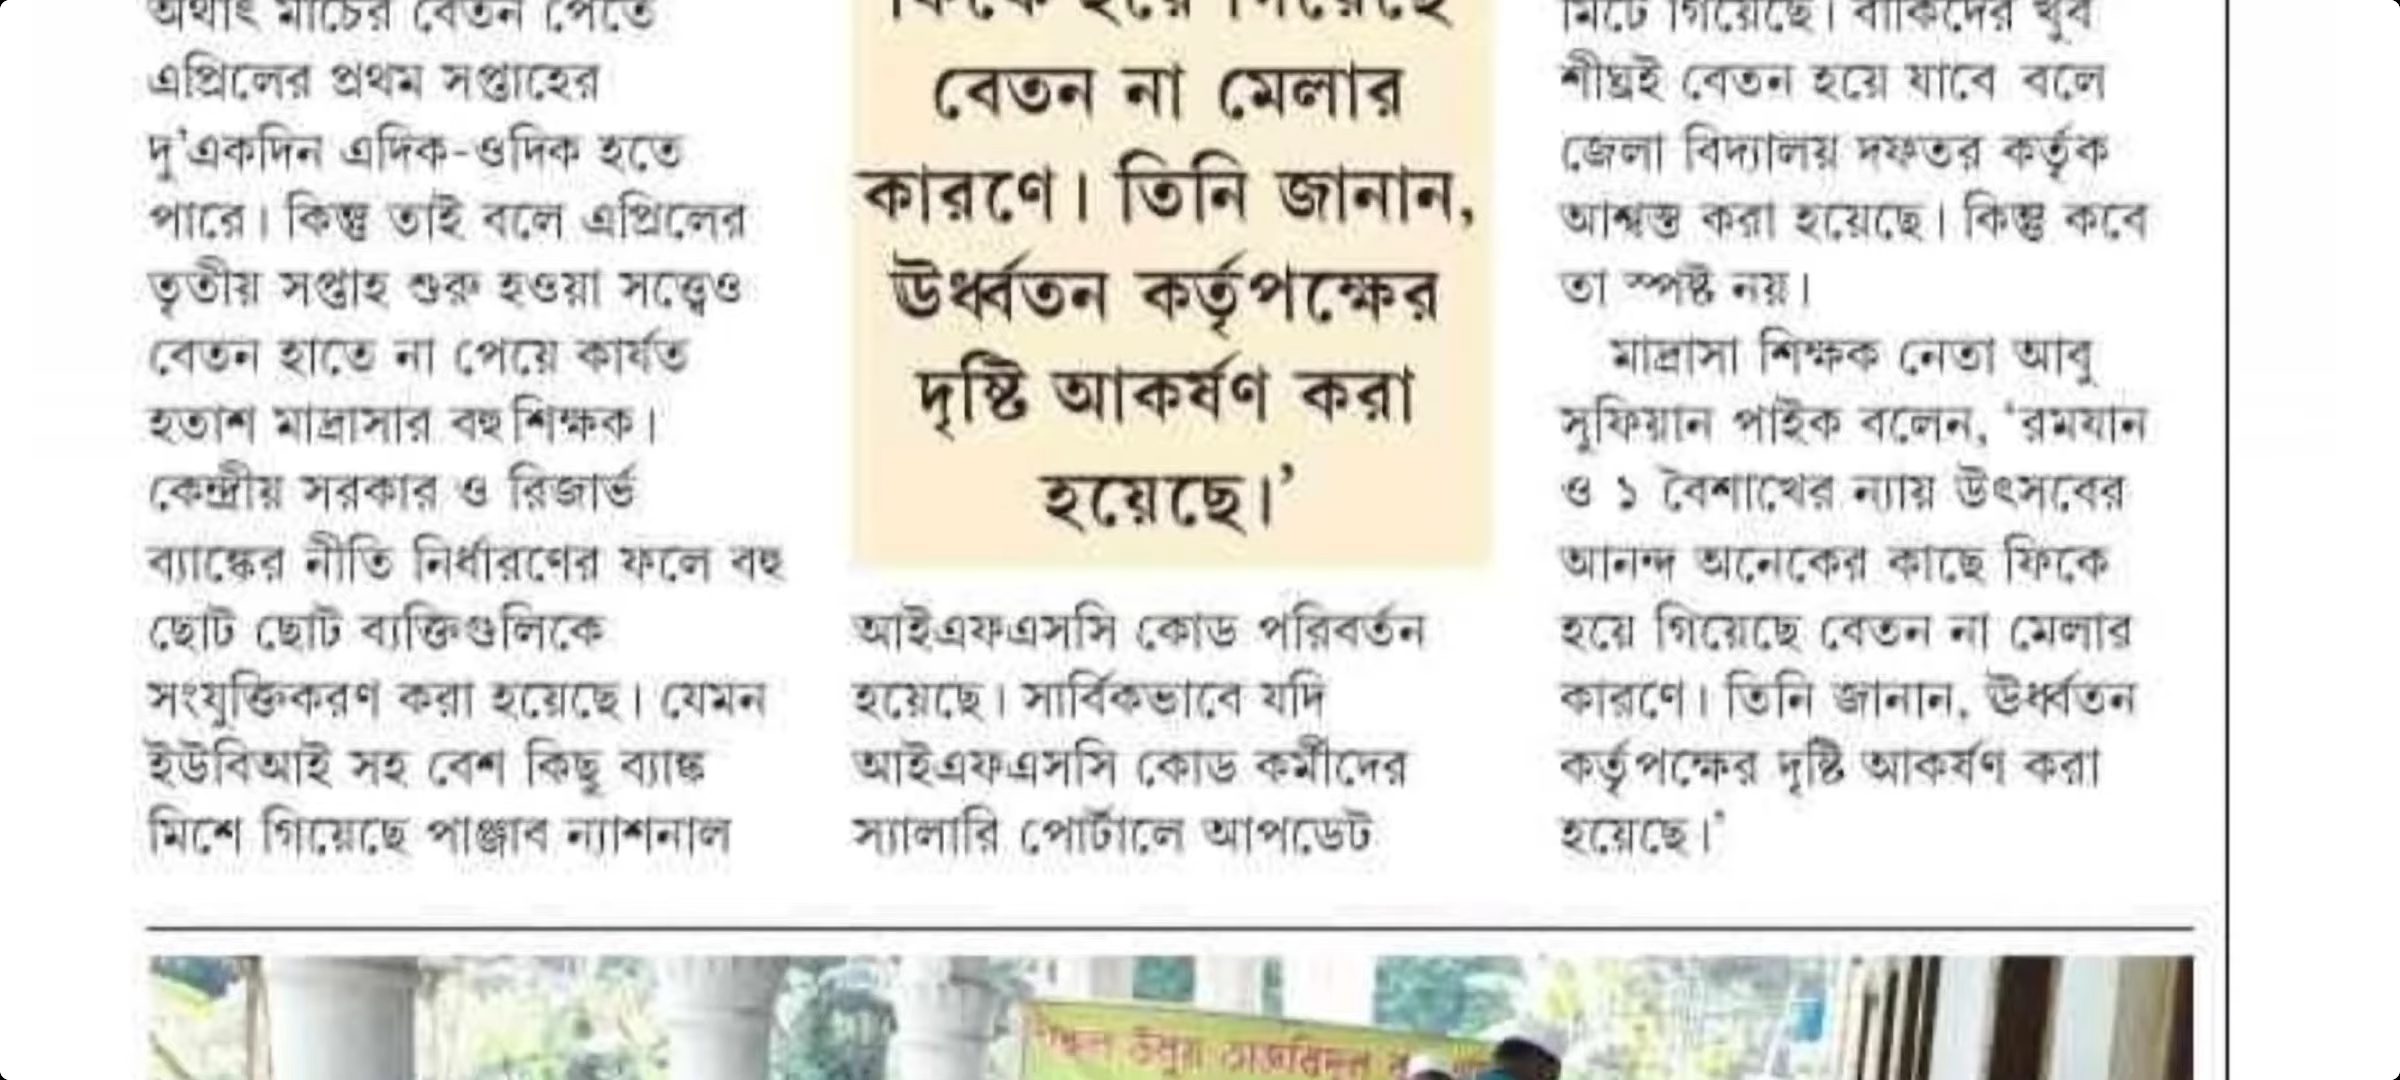 অর্থাৎ মার্চের বেতন পেতে
এপ্রিলের প্রথম সপ্তাহের
দু'একদিন এদিক-ওদিক হতে
পারে। কিন্তু তাই বলে এপ্রিলের
তৃতীয় সপ্তাহ শুরু হওয়া সত্ত্বেও
বেতন হাতে না পেয়ে কার্যত
হতাশ মাদ্রাসার বহু শিক্ষক।
কেন্দ্রীয় সরকার ও রিজার্ভ
ব্যাঙ্কের নীতি নির্ধারণের ফলে বহু
ছোট ছোট ব্যক্তিগুলিকে
সংযুক্তিকরণ করা হয়েছে। যেমন
ইউবিআই সহ বেশ কিছু ব্যাঙ্ক
মিশে গিয়েছে পাঞ্জাব ন্যাশনাল
ফিকে হয়ে গিয়েছে
বেতন না মেলার
কারণে। তিনি জানান,
ঊর্ধ্বতন কর্তৃপক্ষের
দৃষ্টি আকর্ষণ করা
হয়েছে।'
আইএফএসসি কোড পরিবর্তন
হয়েছে। সার্বিকভাবে যদি
আইএফএসসি কোড কর্মীদের
স্যালারি পোর্টালে আপডেট
মিটে গিয়েছে। বাকিদের খুব
শীঘ্রই বেতন হয়ে যাবে বলে
জেলা বিদ্যালয় দফতর কর্তৃক
আশ্বস্ত করা হয়েছে। কিন্তু কবে
তা স্পষ্ট নয়।
মাদ্রাসা শিক্ষক নেতা আবু
সুফিয়ান পাইক বলেন, 'রমযান
ও ১ বৈশাখের ন্যায় উৎসবের
আনন্দ অনেকের কাছে ফিকে
হয়ে গিয়েছে বেতন না মেলার
কারণে। তিনি জানান, ঊর্ধ্বতন
কর্তৃপক্ষের দৃষ্টি আকর্ষণ করা
হয়েছে।'